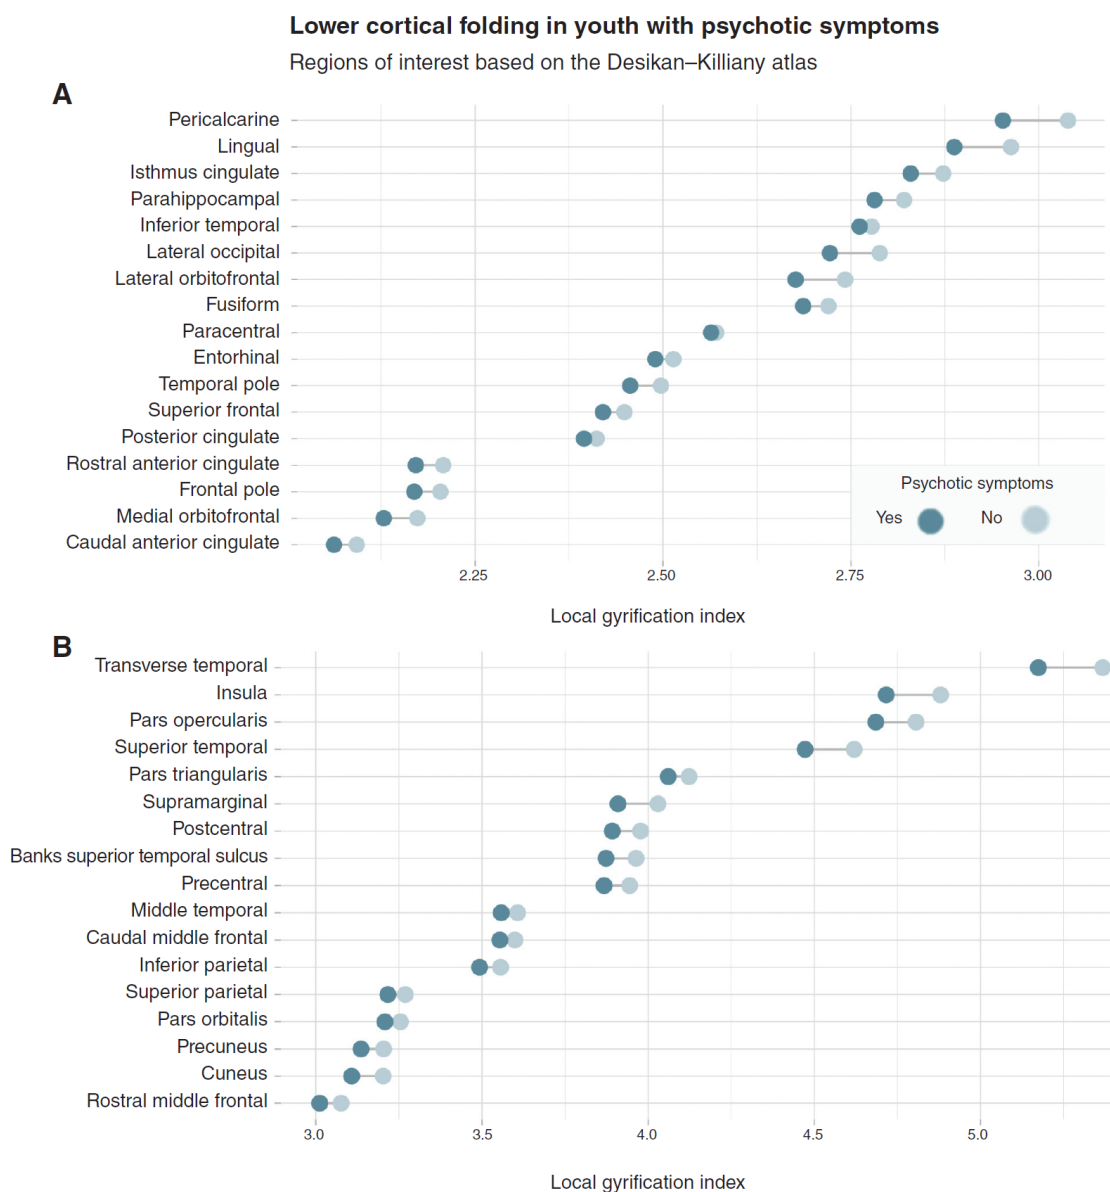 Lower cortical folding in youth with psychotic symptoms
Regions of interest based on the Desikan–Killiany atlas
A
Pericalcarine
Lingual
Isthmus cingulate
Parahippocampal
Inferior temporal
Lateral occipital
Lateral orbitofrontal
Fusiform
Paracentral
Entorhinal
Temporal pole
Superior frontal
Posterior cingulate
Rostral anterior cingulate
Frontal pole
Medial orbitofrontal
Caudal anterior cingulate
Psychotic symptoms
Yes No
2.25 2.50 2.75 3.00
Local gyrification index
B
Transverse temporal
Insula
Pars opercularis
Superior temporal
Pars triangularis
Supramarginal
Postcentral
Banks superior temporal sulcus
Precentral
Middle temporal
Caudal middle frontal
Inferior parietal
Superior parietal
Pars orbitalis
Precuneus
Cuneus
Rostral middle frontal
3.0 3.5 4.0 4.5 5.0
Local gyrification index